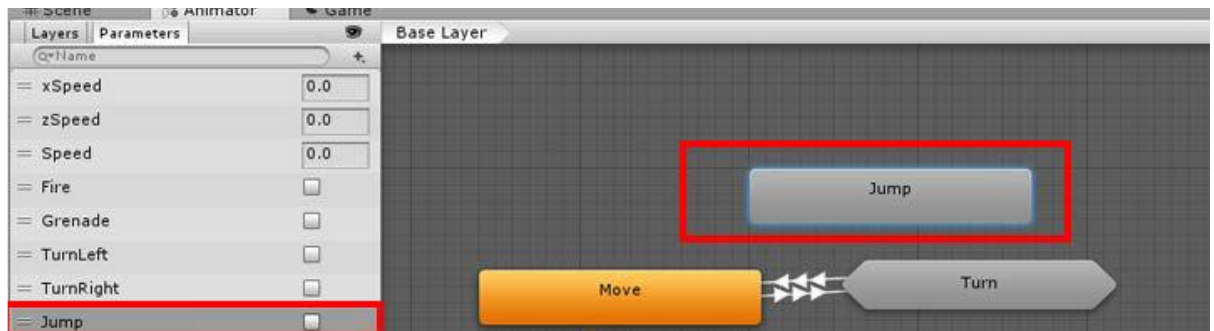 Scene Animator Game
Layers Parameters Base Layer
Name
xSpeed 0.0
zSpeed 0.0
Speed 0.0
Fire
Grenade
TurnLeft
TurnRight
Jump
Jump
Move
Turn